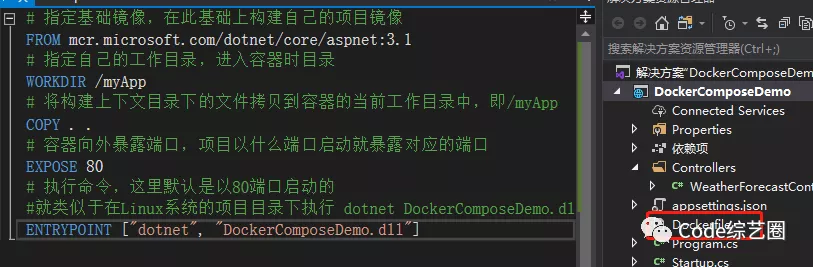 # 指定基础镜像，在此基础上构建自己的项目镜像
FROM mcr.microsoft.com/dotnet/core/aspnet:3.1
# 指定自己的工作目录，进入容器时目录
WORKDIR /myApp
# 将构建上下文目录下的文件拷贝到容器的当前工作目录中，即/myApp
COPY . .
# 容器向外暴露端口，项目以什么端口启动就暴露对应的端口
EXPOSE 80
# 执行命令，这里默认是以80端口启动的
#就类似于在Linux系统的项目目录下执行 dotnet DockerComposeDemo.dl
ENTRYPOINT ["dotnet", "DockerComposeDemo.dll"]
搜索解决方案资源管理器(Ctrl+;)
解决方案"DockerComposeDem
DockerComposeDemo
Connected Services
Properties
依赖项
Controllers
C# WeatherForecastCont
appsettings.json
Dockerfile
Code综艺圈
C# Program.cs
C# Startup.cs